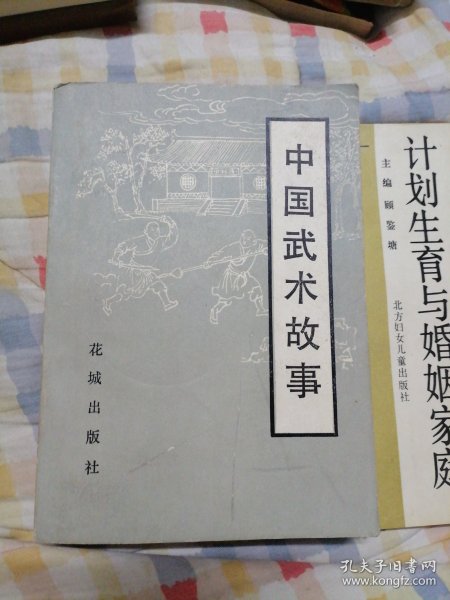 中国武术故事
花城出版社
计划生育与婚姻家庭
主编 顾鉴塘
北方妇女儿童出版社
孔夫子旧书网
www.kongfz.com